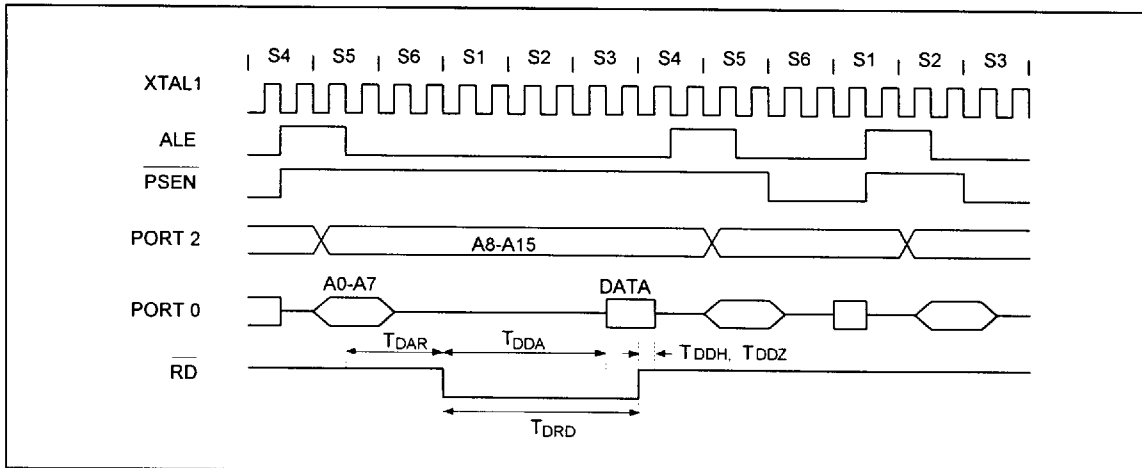 | S4 | S5 | S6 | S1 | S2 | S3 | S4 | S5 | S6 | S1 | S2 | S3 |
XTAL1
ALE
PSEN
PORT 2
A8-A15
A0-A7
DATA
PORT 0
TDAR
TDDA
TDDH, TDDZ
RD
TDRD